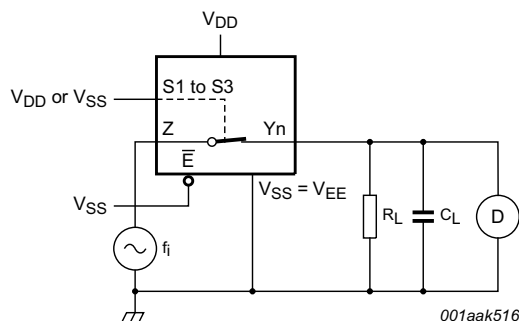 VDD
S1 to S3
VDD or VSS
Z
Yn
E
VSS
VSS = VEE
RL
CL
D
fi
001aak516